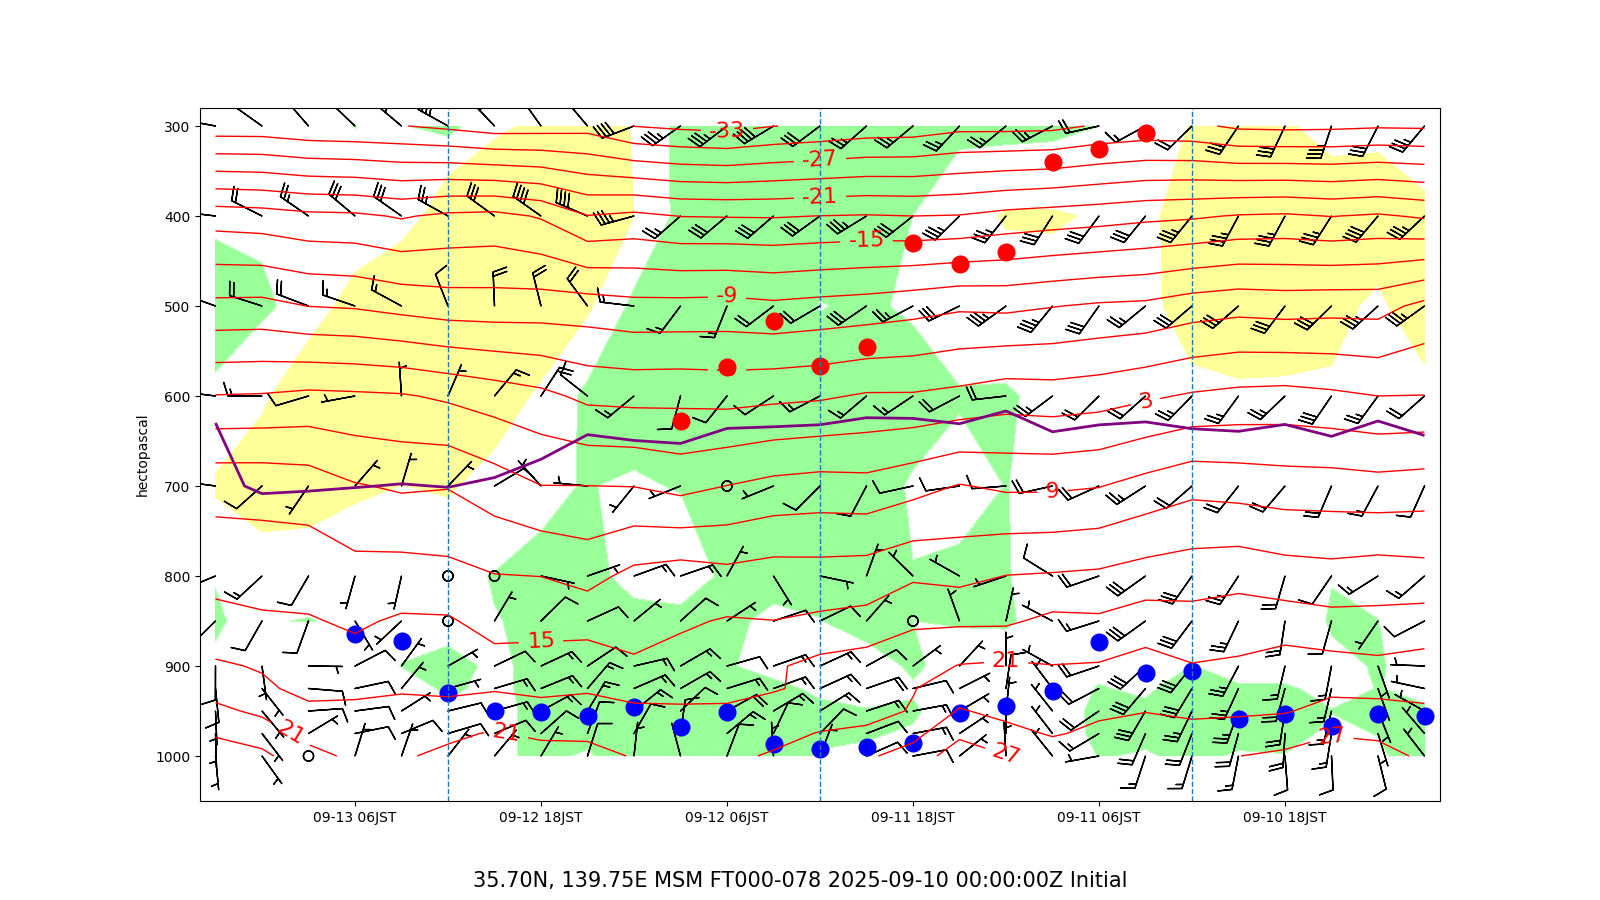 300
400
500
600
700
800
900
1000
hectopascal
-33
-27
-21
-15
-9
3
9
15
21
21
21
27
27
09-13 06JST
09-12 18JST
09-12 06JST
09-11 18JST
09-11 06JST
09-10 18JST
35.70N, 139.75E MSM FT000-078 2025-09-10 00:00:00Z Initial